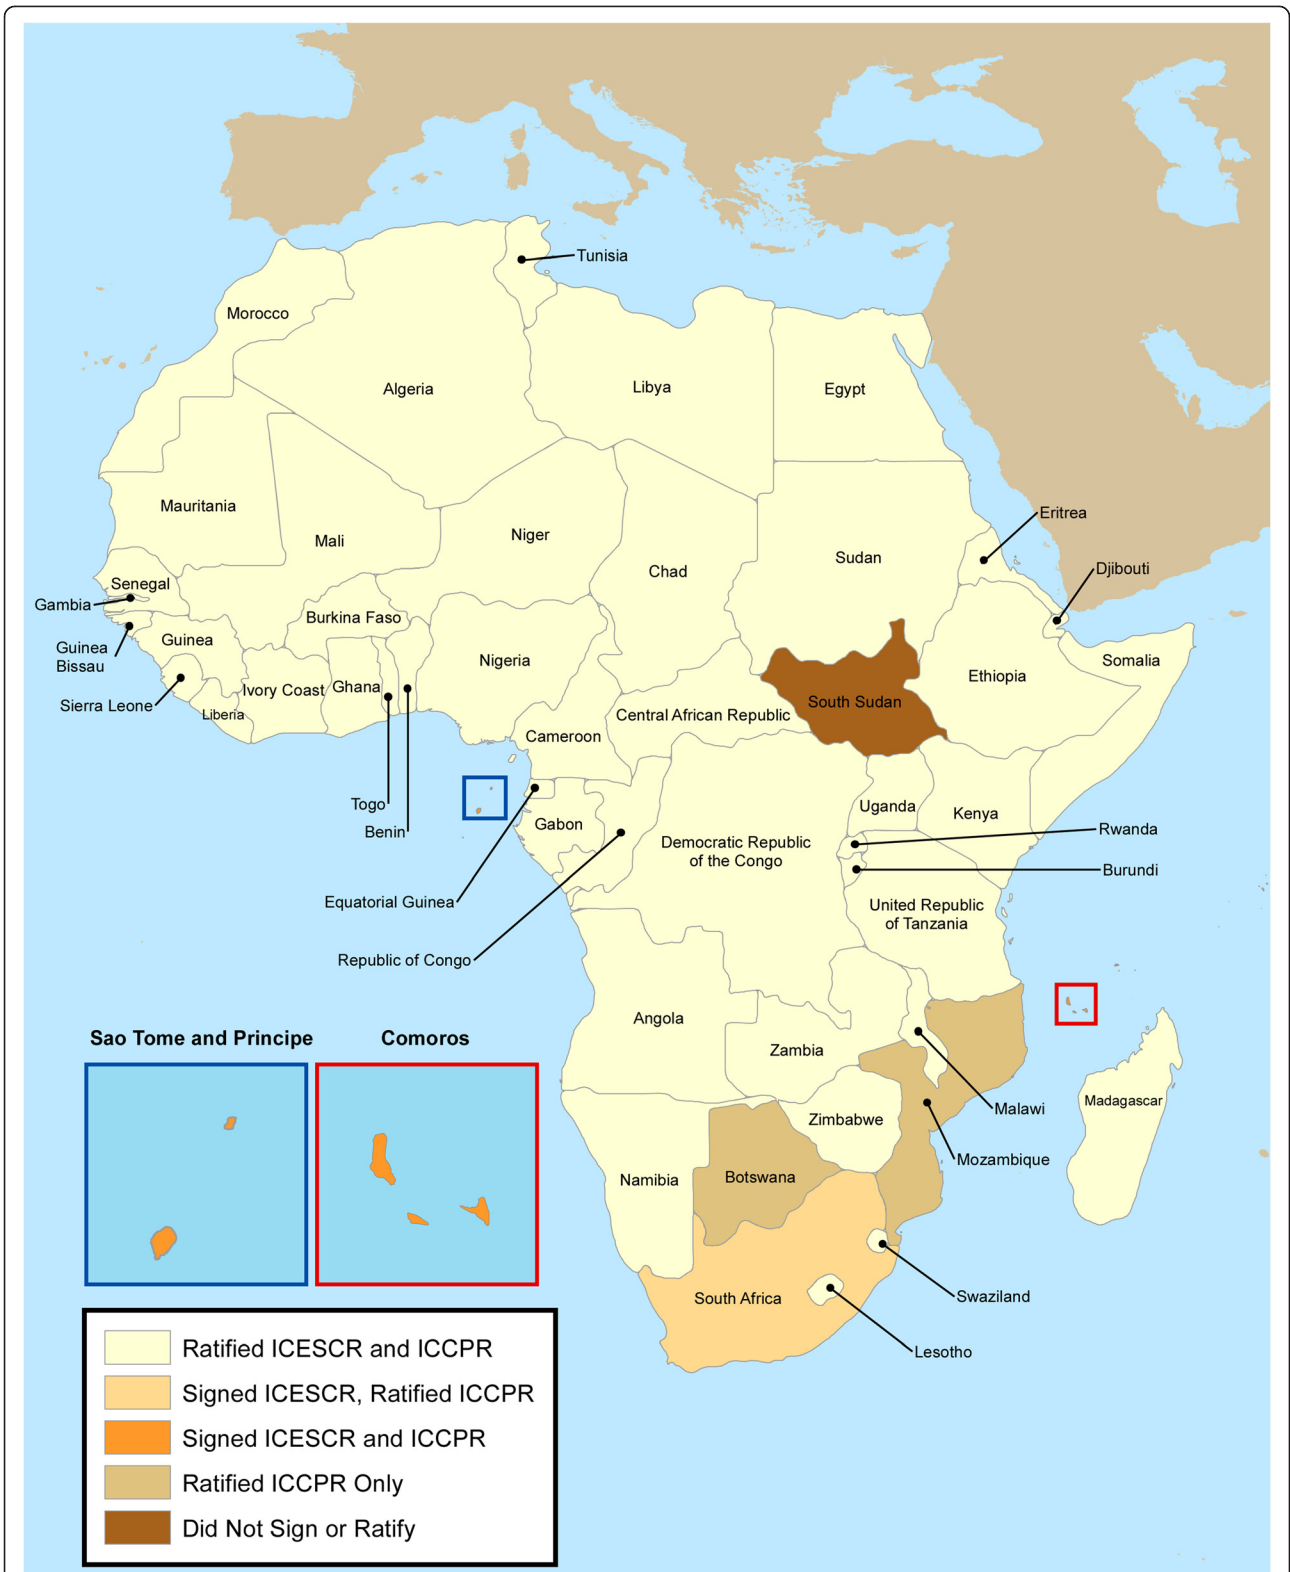 Tunisia
Morocco
Algeria
Libya
Egypt
Mauritania
Mali
Niger
Chad
Sudan
Eritrea
Djibouti
Senegal
Gambia
Burkina Faso
Guinea
Guinea
Bissau
Nigeria
Ethiopia
Somalia
Ivory Coast
Ghana
Sierra Leone
Liberia
South Sudan
Central African Republic
Cameroon
Togo
Benin
Uganda
Kenya
Gabon
Rwanda
Democratic Republic
of the Congo
Burundi
Equatorial Guinea
United Republic
of Tanzania
Republic of Congo
Angola
Sao Tome and Principe
Comoros
Zambia
Malawi
Madagascar
Zimbabwe
Mozambique
Namibia
Botswana
South Africa
Swaziland
Lesotho
Ratified ICESCR and ICCPR
Signed ICESCR, Ratified ICCPR
Signed ICESCR and ICCPR
Ratified ICCPR Only
Did Not Sign or Ratify